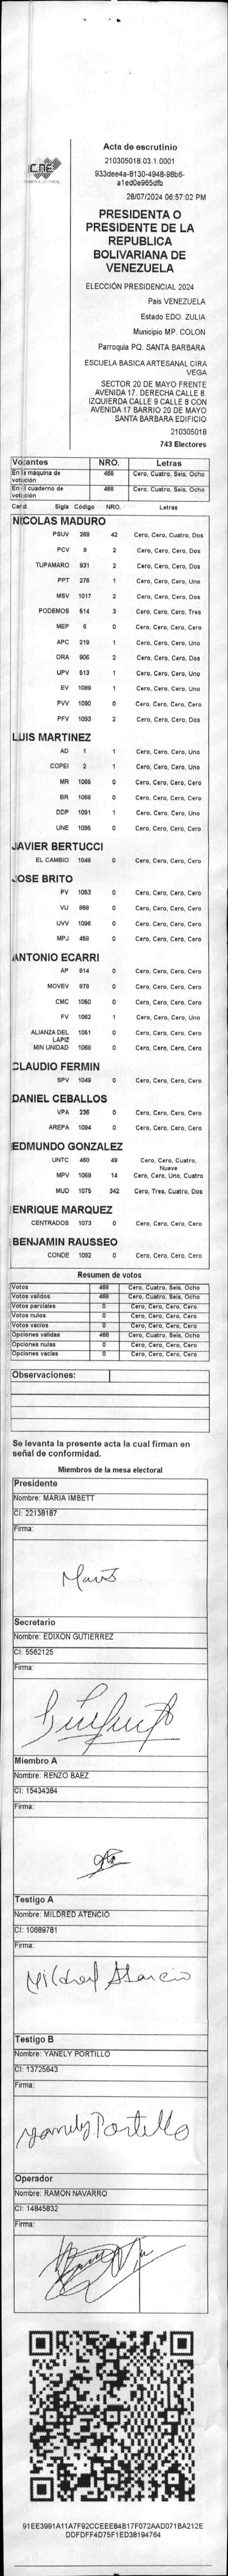 CNE
Acta de escrutinio
210305018.03.1.0001
933dee4a-8130-4948-98b6-
a1ed0e965dfb
28/07/2024 06:57:02 PM
PRESIDENTA O
PRESIDENTE DE LA
REPUBLICA
BOLIVARIANA DE
VENEZUELA
ELECCIÓN PRESIDENCIAL 2024
Pais VENEZUELA
Estado EDO. ZULIA
Municipio MP. COLON
Parroquia PQ. SANTA BARBARA
ESCUELA BASICA ARTESANAL CIRA
VEGA
SECTOR 20 DE MAYO FRENTE
AVENIDA 17. DERECHA CALLE 8.
IZQUIERDA CALLE 9 CALLE 8 CON
AVENIDA 17 BARRIO 20 DE MAYO
SANTA BARBARA EDIFICIO
210305018
743 Electores
Votantes NRO. Letras
En la máquina de votación 468 Cero, Cuatro, Seis, Ocho
En el cuaderno de votación 468 Cero, Cuatro, Seis, Ocho
Cand. Sigla Código NRO. Letras
NICOLAS MADURO
PSUV 269 42 Cero, Cero, Cuatro, Dos
PCV 9 2 Cero, Cero, Cero, Dos
TUPAMARO 931 2 Cero, Cero, Cero, Dos
PPT 276 1 Cero, Cero, Cero, Uno
MSV 1017 2 Cero, Cero, Cero, Dos
PODEMOS 514 3 Cero, Cero, Cero, Tres
MEP 6 0 Cero, Cero, Cero, Cero
APC 219 1 Cero, Cero, Cero, Uno
ORA 906 2 Cero, Cero, Cero, Dos
UPV 513 1 Cero, Cero, Cero, Uno
EV 1089 1 Cero, Cero, Cero, Uno
PVV 1090 0 Cero, Cero, Cero, Cero
PFV 1093 2 Cero, Cero, Cero, Dos
LUIS MARTINEZ
AD 1 1 Cero, Cero, Cero, Uno
COPEI 2 1 Cero, Cero, Cero, Uno
MR 1065 0 Cero, Cero, Cero, Cero
BR 1066 0 Cero, Cero, Cero, Cero
DDP 1091 1 Cero, Cero, Cero, Uno
UNE 1095 0 Cero, Cero, Cero, Cero
JAVIER BERTUCCI
EL CAMBIO 1048 0 Cero, Cero, Cero, Cero
JOSE BRITO
PV 1053 0 Cero, Cero, Cero, Cero
VU 868 0 Cero, Cero, Cero, Cero
UVV 1096 0 Cero, Cero, Cero, Cero
MPJ 458 0 Cero, Cero, Cero, Cero
ANTONIO ECARRI
AP 814 0 Cero, Cero, Cero, Cero
MOVEV 878 0 Cero, Cero, Cero, Cero
CMC 1050 0 Cero, Cero, Cero, Cero
FV 1062 1 Cero, Cero, Cero, Uno
ALIANZA DEL LAPIZ 1051 0 Cero, Cero, Cero, Cero
MIN UNIDAD 1068 0 Cero, Cero, Cero, Cero
CLAUDIO FERMIN
SPV 1049 0 Cero, Cero, Cero, Cero
DANIEL CEBALLOS
VPA 236 0 Cero, Cero, Cero, Cero
AREPA 1094 0 Cero, Cero, Cero, Cero
EDMUNDO GONZALEZ
UNTC 460 49 Cero, Cero, Cuatro, Nueve
MPV 1069 14 Cero, Cero, Uno, Cuatro
MUD 1075 342 Cero, Tres, Cuatro, Dos
ENRIQUE MARQUEZ
CENTRADOS 1073 0 Cero, Cero, Cero, Cero
BENJAMIN RAUSSEO
CONDE 1092 0 Cero, Cero, Cero, Cero
Resumen de votos
Votos 468 Cero, Cuatro, Seis, Ocho
Votos validos 468 Cero, Cuatro, Seis, Ocho
Votos parciales 0 Cero, Cero, Cero, Cero
Votos nulos 0 Cero, Cero, Cero, Cero
Votos vacios 0 Cero, Cero, Cero, Cero
Opciones validas 468 Cero, Cuatro, Seis, Ocho
Opciones nulas 0 Cero, Cero, Cero, Cero
Opciones vacias 0 Cero, Cero, Cero, Cero
Observaciones:
Se levanta la presente acta la cual firman en
señal de conformidad.
Miembros de la mesa electoral
Presidente
Nombre: MARIA IMBETT
CI: 22138187
Firma:
Secretario
Nombre: EDIXON GUTIERREZ
CI: 5562125
Firma:
Miembro A
Nombre: RENZO BAEZ
CI: 15434384
Firma:
Testigo A
Nombre: MILDRED ATENCIO
CI: 10689781
Firma:
Mildred Atencio
Testigo B
Nombre: YANELY PORTILLO
CI: 13725643
Firma:
Yanely Portillo
Operador
Nombre: RAMON NAVARRO
CI: 14845832
Firma:
91EE3991A11A7F92CCEEE84B17F072AAD071BA212E
DDFDFF4D75F1ED38194764